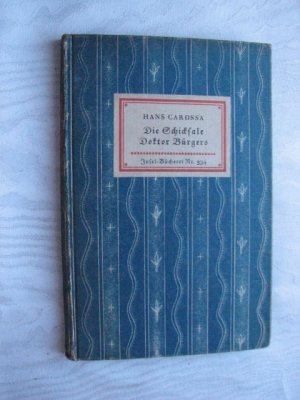 HANS CAROSSA
Die Schicksale
Doktor Bürgers
Insel-Bücherei Nr. 334